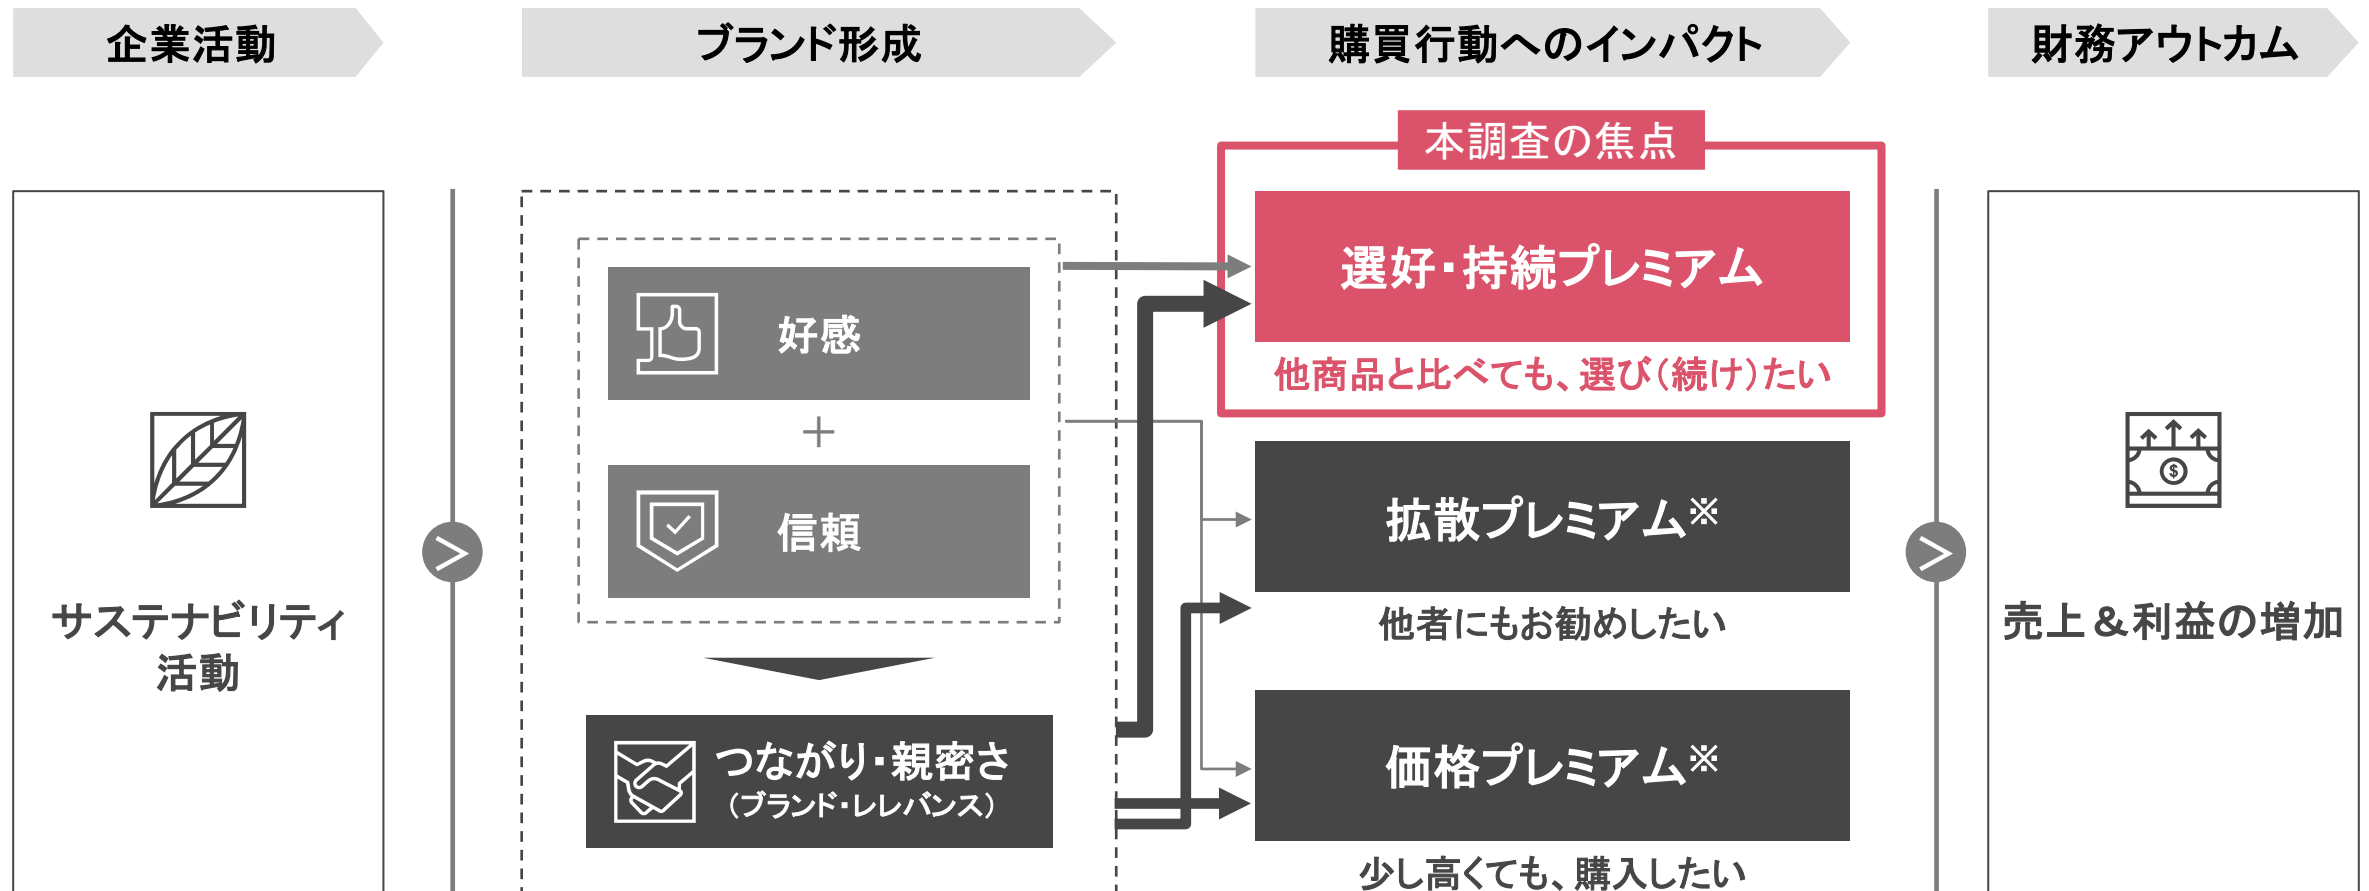 企業活動
ブランド形成
購買行動へのインパクト
財務アウトカム
サステナビリティ
活動
好感
+
信頼
つながり・親密さ
（ブランド・レレバンス）
本調査の焦点
選好・持続プレミアム
他商品と比べても、選び（続け）たい
拡散プレミアム※
他者にもお勧めしたい
価格プレミアム※
少し高くても、購入したい
$
売上＆利益の増加